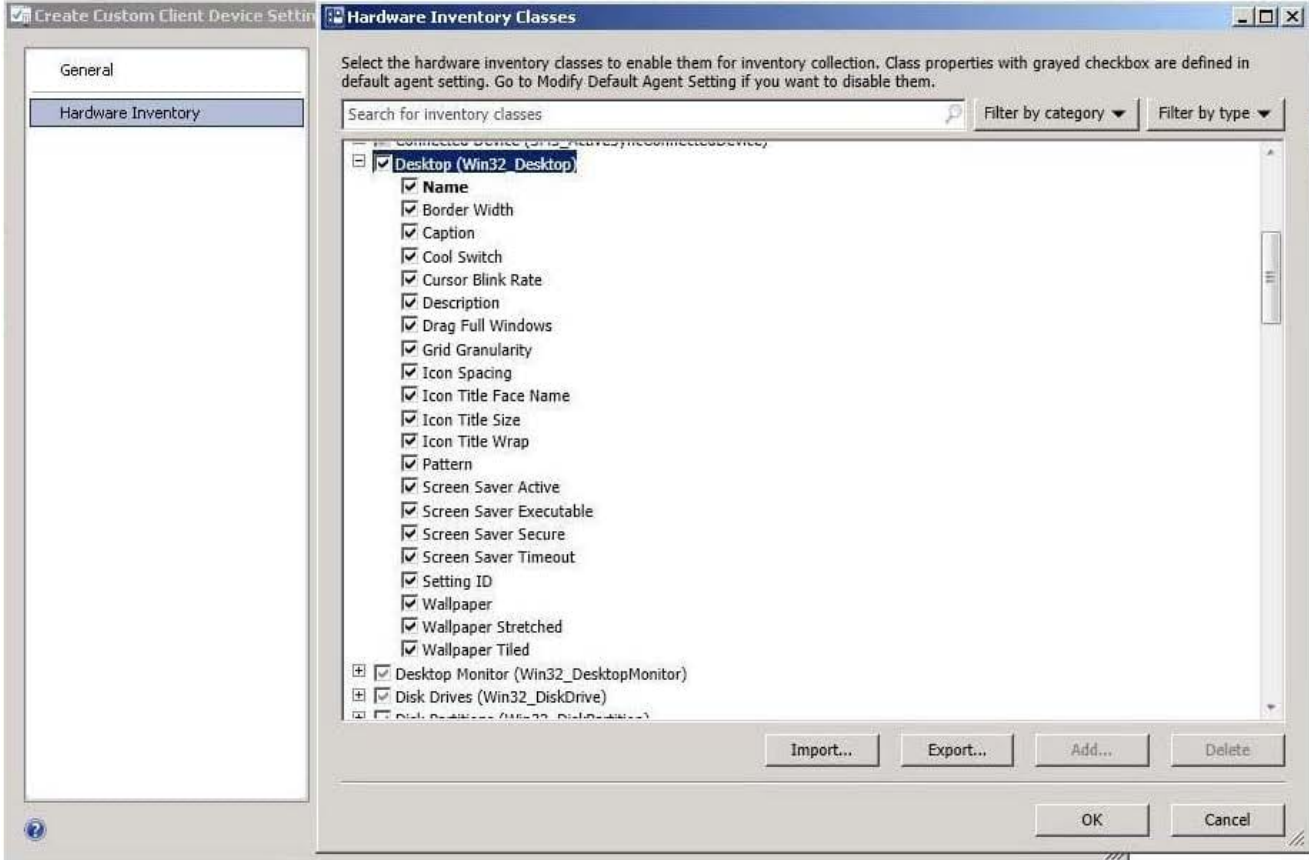 Create Custom Client Device Settin
Hardware Inventory Classes
General
Hardware Inventory
Select the hardware inventory classes to enable them for inventory collection. Class properties with grayed checkbox are defined in
default agent setting. Go to Modify Default Agent Setting if you want to disable them.
Search for inventory classes
Filter by category
Filter by type
Connected Device (SMS_ActiveSyncConnectedDevice)
Desktop (Win32_Desktop)
Name
Border Width
Caption
Cool Switch
Cursor Blink Rate
Description
Drag Full Windows
Grid Granularity
Icon Spacing
Icon Title Face Name
Icon Title Size
Icon Title Wrap
Pattern
Screen Saver Active
Screen Saver Executable
Screen Saver Secure
Screen Saver Timeout
Setting ID
Wallpaper
Wallpaper Stretched
Wallpaper Tiled
Desktop Monitor (Win32_DesktopMonitor)
Disk Drives (Win32_DiskDrive)
Disk Partitions (Win32_DiskPartition)
Import...
Export...
Add...
Delete
OK
Cancel